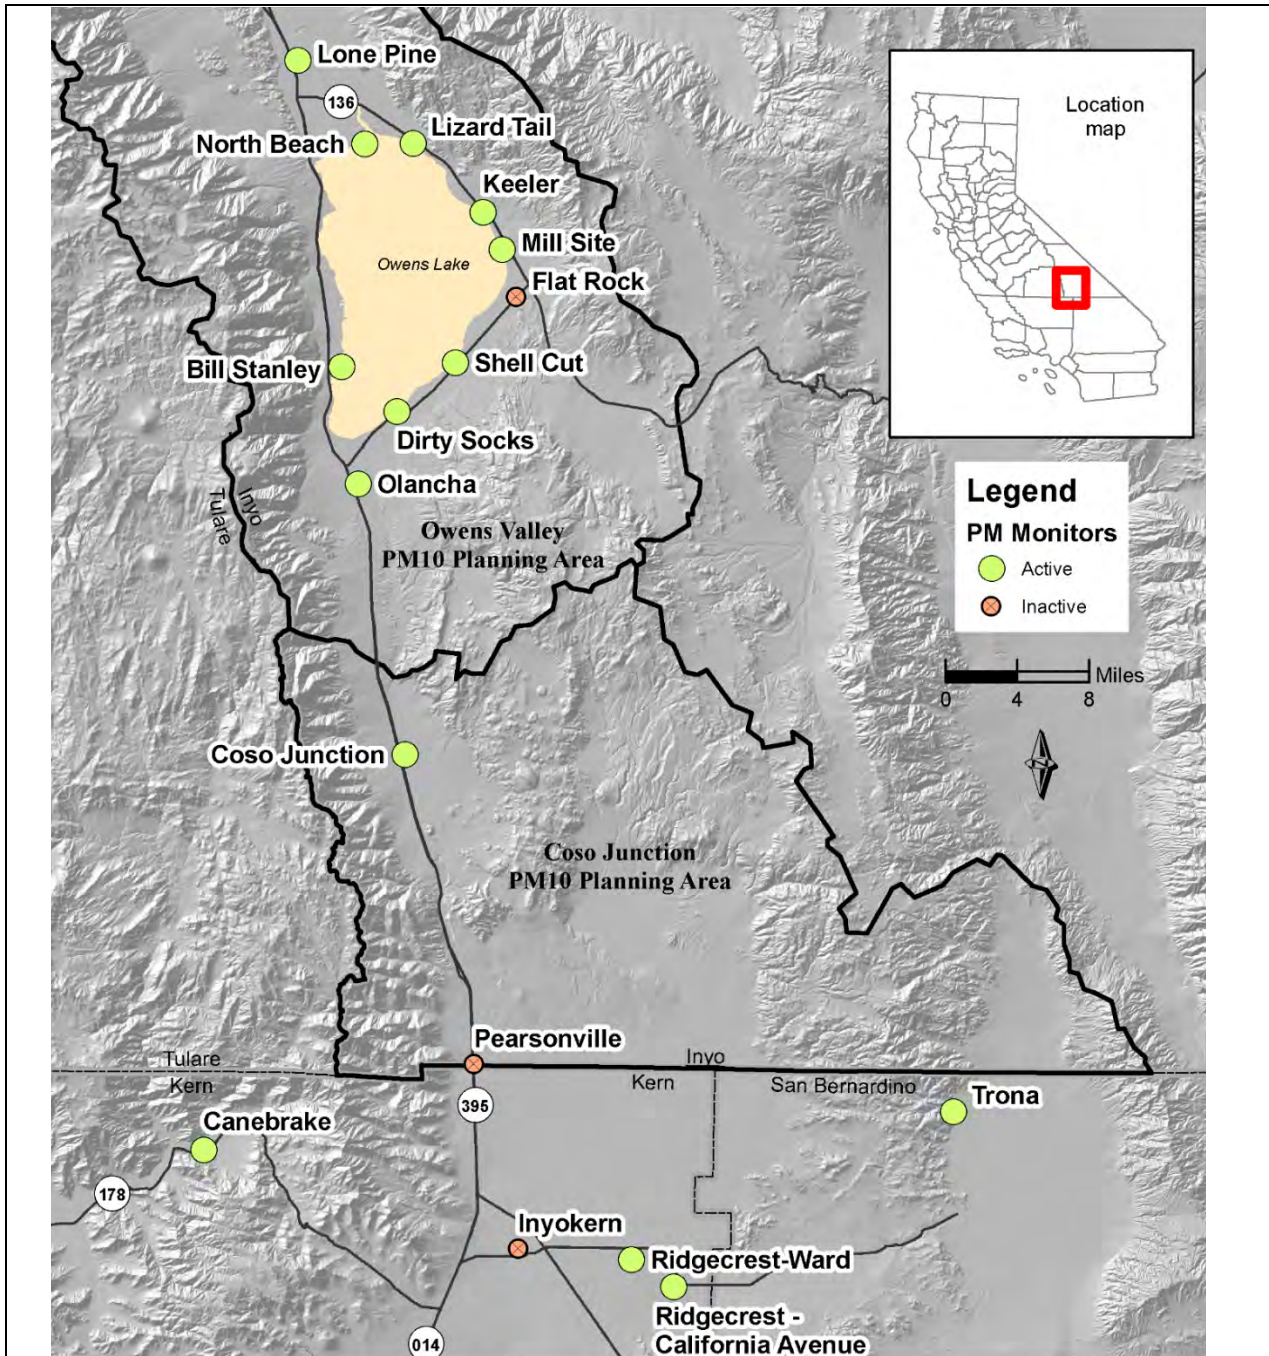 Lone Pine
136
Location
map
North Beach
Lizard Tail
Keeler
Mill Site
Owens Lake
Flat Rock
Bill Stanley
Shell Cut
Dirty Socks
Olancha
Inyo
Tulare
Owens Valley
PM10 Planning Area
Legend
PM Monitors
Active
Inactive
Miles
0 4 8
Coso Junction
Coso Junction
PM10 Planning Area
Pearsonville
Tulare
Inyo
Kern
Kern
San Bernardino
395
Trona
Canebrake
178
Inyokern
Ridgecrest-Ward
Ridgecrest -
California Avenue
014